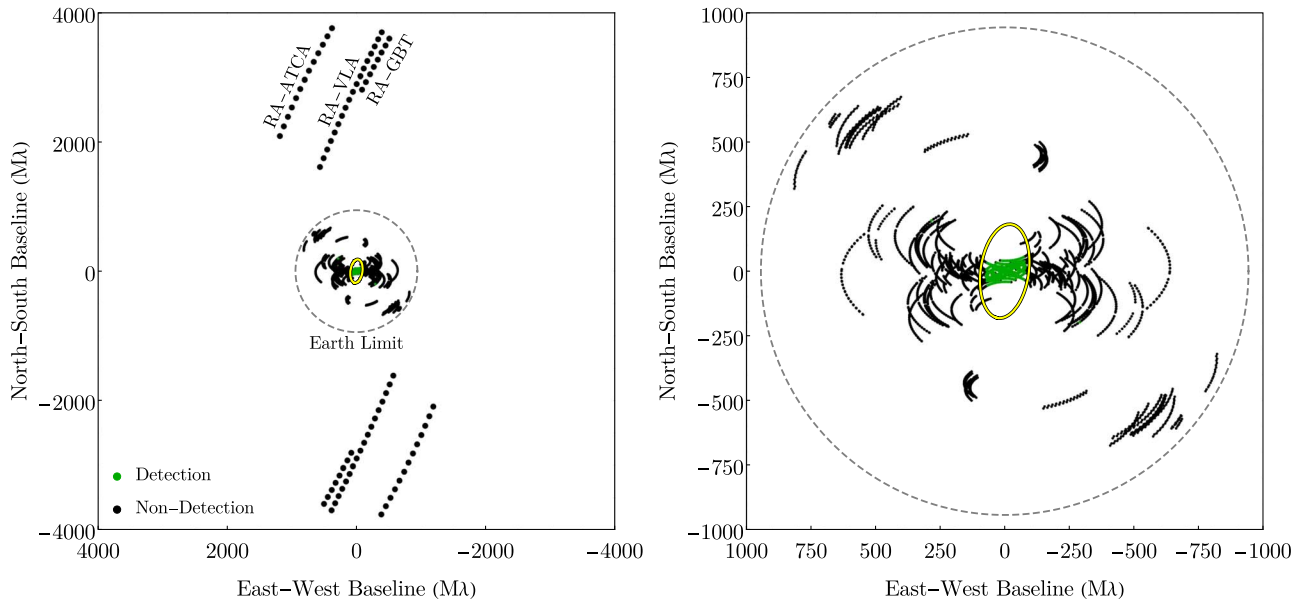 4000
2000
0
−2000
−4000
North−South Baseline (Mλ)
RA−ATCA
RA−VLA
RA−GBT
Earth Limit
Detection
Non−Detection
4000 2000 0 −2000 −4000
East−West Baseline (Mλ)
1000
750
500
250
0
−250
−500
−750
−1000
North−South Baseline (Mλ)
1000 750 500 250 0 −250 −500 −750 −1000
East−West Baseline (Mλ)